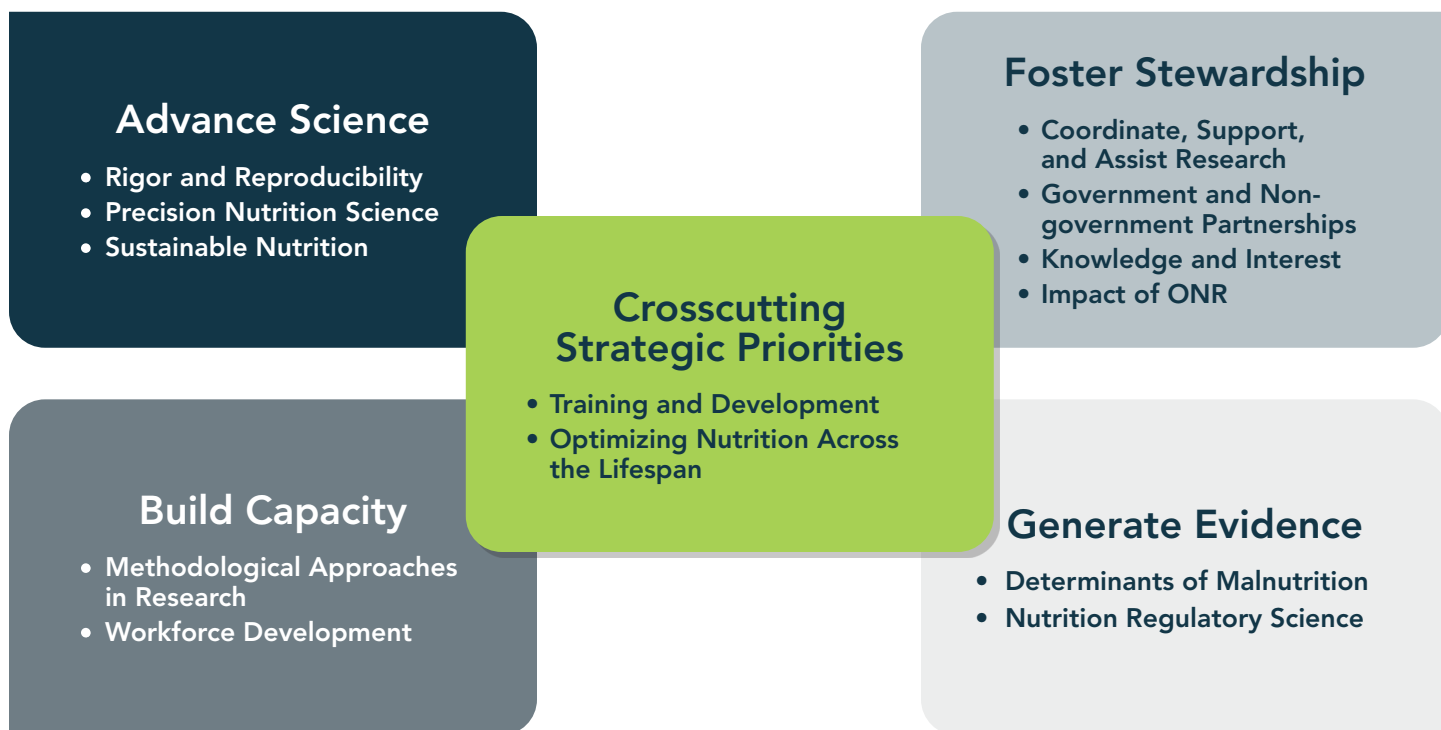 Advance Science
• Rigor and Reproducibility
• Precision Nutrition Science
• Sustainable Nutrition
Foster Stewardship
• Coordinate, Support,
and Assist Research
• Government and Non-
government Partnerships
• Knowledge and Interest
• Impact of ONR
Crosscutting
Strategic Priorities
• Training and Development
• Optimizing Nutrition Across
the Lifespan
Build Capacity
• Methodological Approaches
in Research
• Workforce Development
Generate Evidence
• Determinants of Malnutrition
• Nutrition Regulatory Science